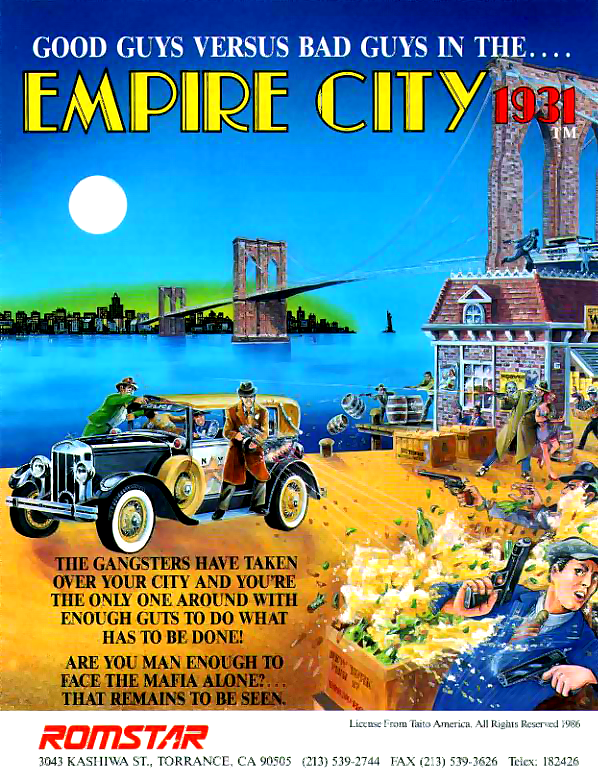 GOOD GUYS VERSUS BAD GUYS IN THE....
EMPIRE CITY 1931
TM
THE GANGSTERS HAVE TAKEN
OVER YOUR CITY AND YOU'RE
THE ONLY ONE AROUND WITH
ENOUGH GUTS TO DO WHAT
HAS TO BE DONE!
ARE YOU MAN ENOUGH TO
FACE THE MAFIA ALONE?...
THAT REMAINS TO BE SEEN.
License From Taito America. All Rights Reserved 1986
ROMSTAR
3043 KASHIWA ST., TORRANCE, CA 90505 (213) 539-2744 FAX (213) 539-3626 Telex: 182426